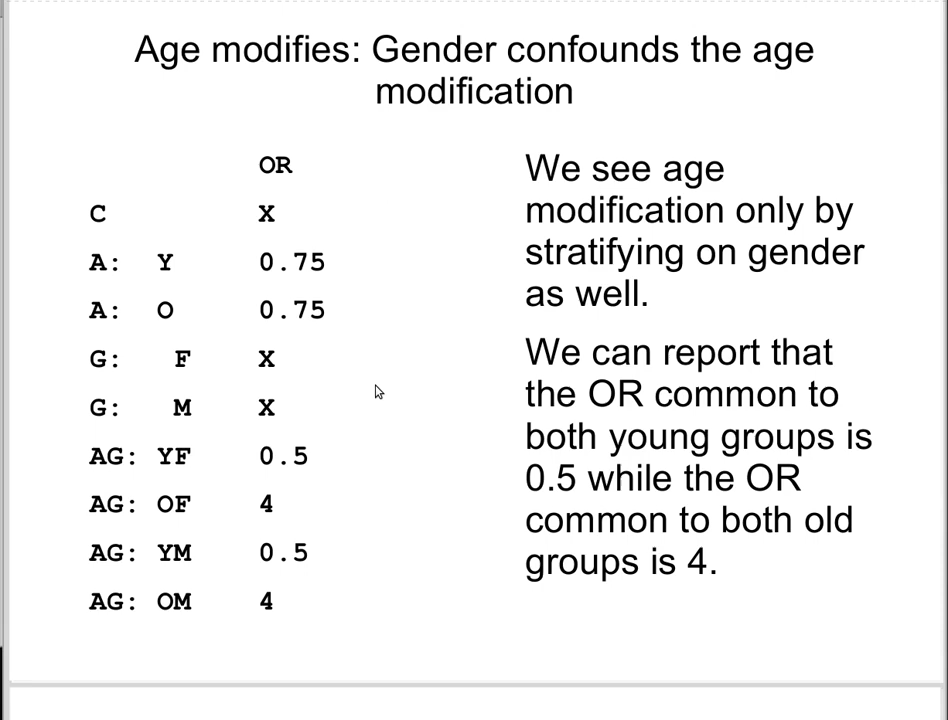 Age modifies: Gender confounds the age
modification
OR
C X
A: Y 0.75
A: O 0.75
G: F X
G: M X
AG: YF 0.5
AG: OF 4
AG: YM 0.5
AG: OM 4
We see age
modification only by
stratifying on gender
as well.
We can report that
the OR common to
both young groups is
0.5 while the OR
common to both old
groups is 4.